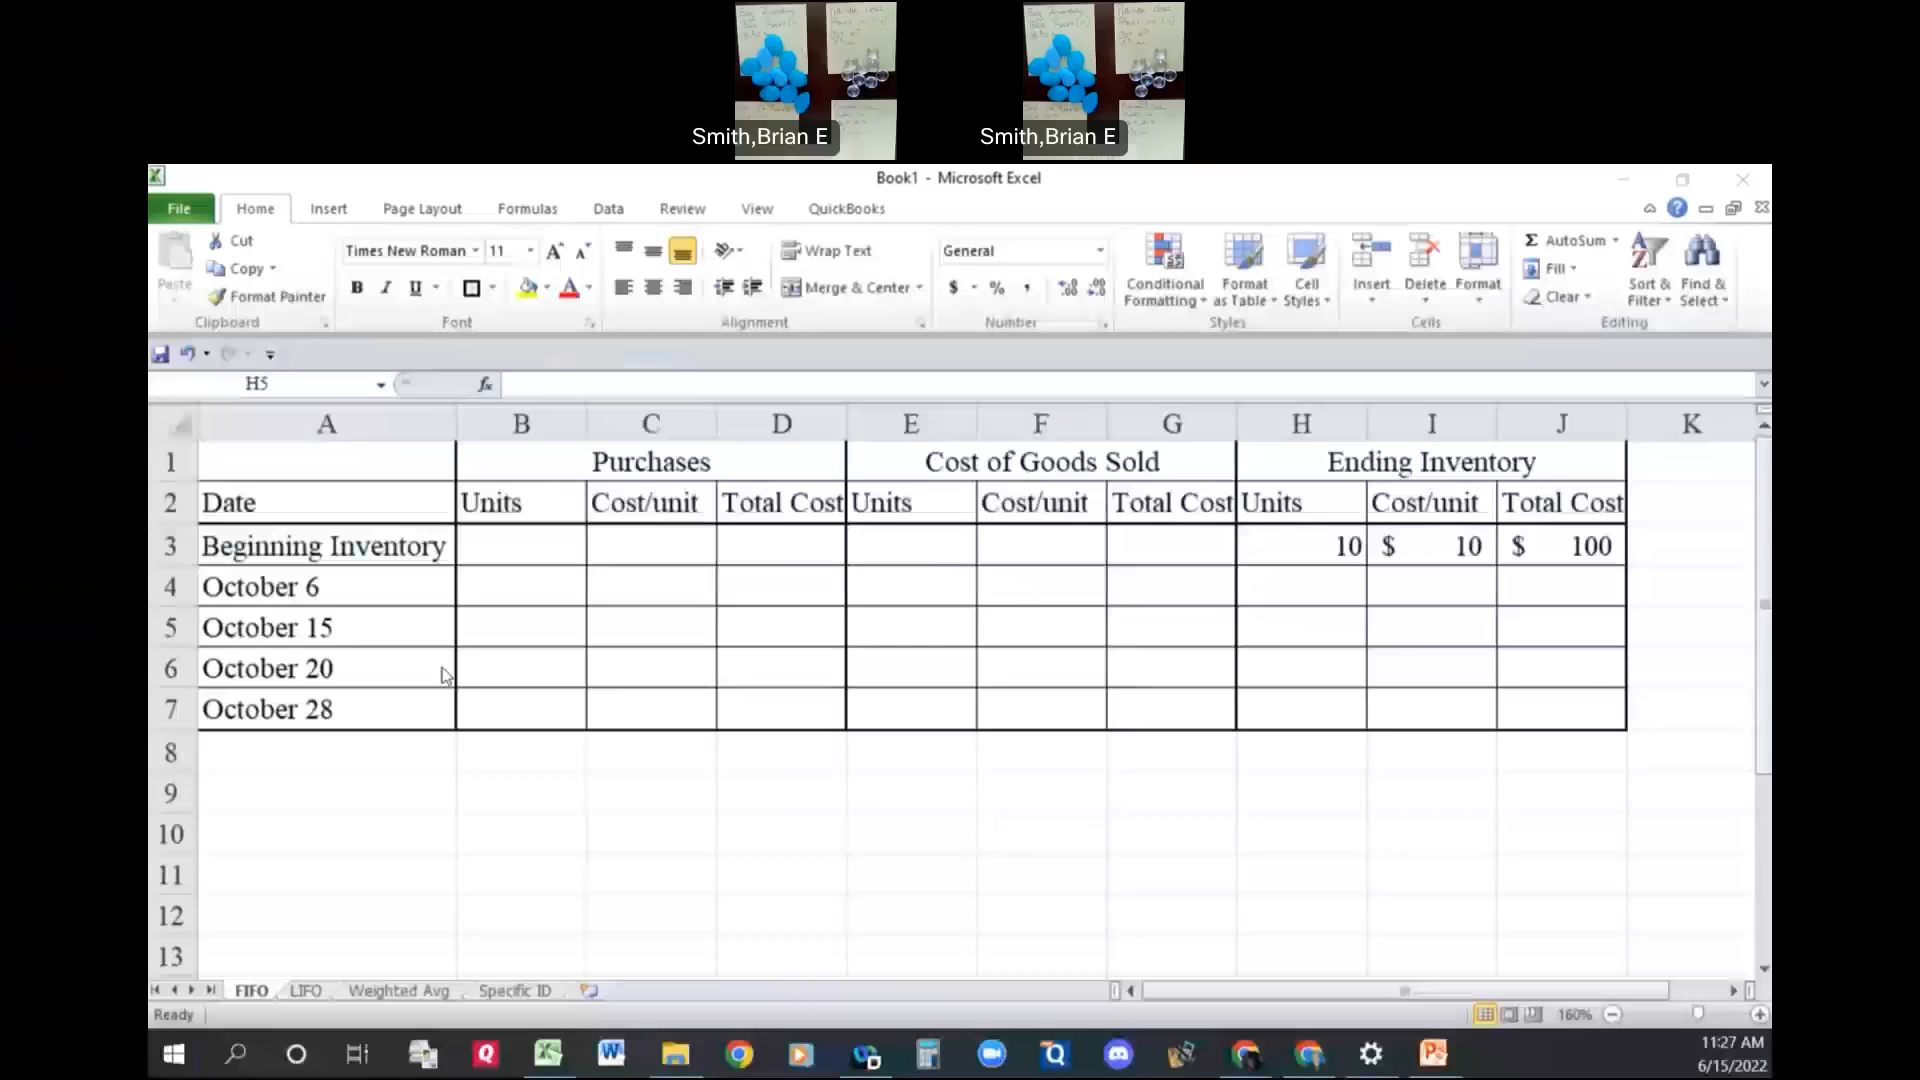 Smith,Brian E
Smith,Brian E
Book1 - Microsoft Excel
File Home Insert Page Layout Formulas Data Review View QuickBooks
Paste
Cut
Copy
Format Painter
Clipboard
Times New Roman 11
B I U
Font
Wrap Text
Merge & Center
Alignment
General
$ % ,
Number
Conditional Formatting
Format as Table
Cell Styles
Styles
Insert Delete Format
Cells
Σ AutoSum
Fill
Clear
Sort & Filter
Find & Select
Editing
H5 fx
A B C D E F G H I J K
1 Purchases Cost of Goods Sold Ending Inventory
2 Date Units Cost/unit Total Cost Units Cost/unit Total Cost Units Cost/unit Total Cost
3 Beginning Inventory 10 $ 10 $ 100
4 October 6
5 October 15
6 October 20
7 October 28
8
9
10
11
12
13
FIFO LIFO Weighted Avg Specific ID
Ready 160%
11:27 AM
6/15/2022